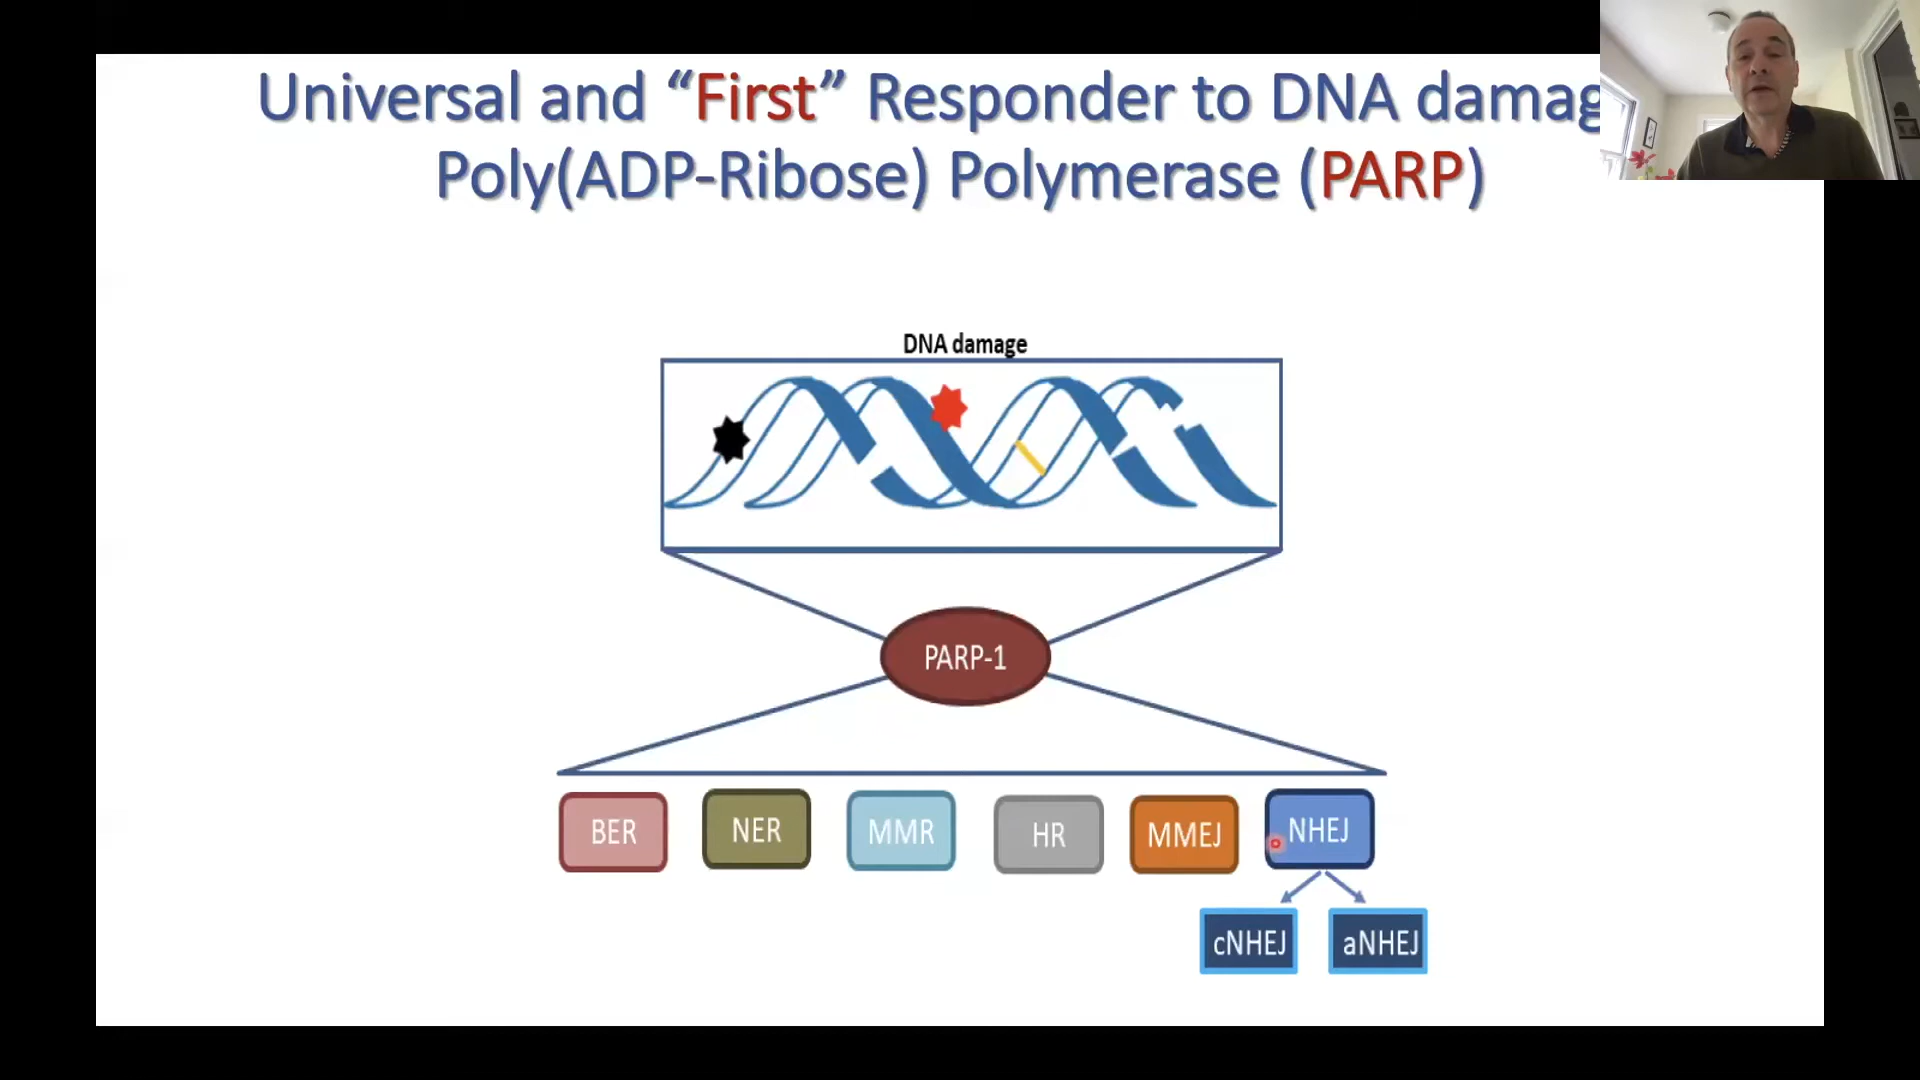 Universal and “First” Responder to DNA damag
Poly(ADP-Ribose) Polymerase (PARP)
DNA damage
PARP-1
BER NER MMR HR MMEJ NHEJ
cNHEJ aNHEJ